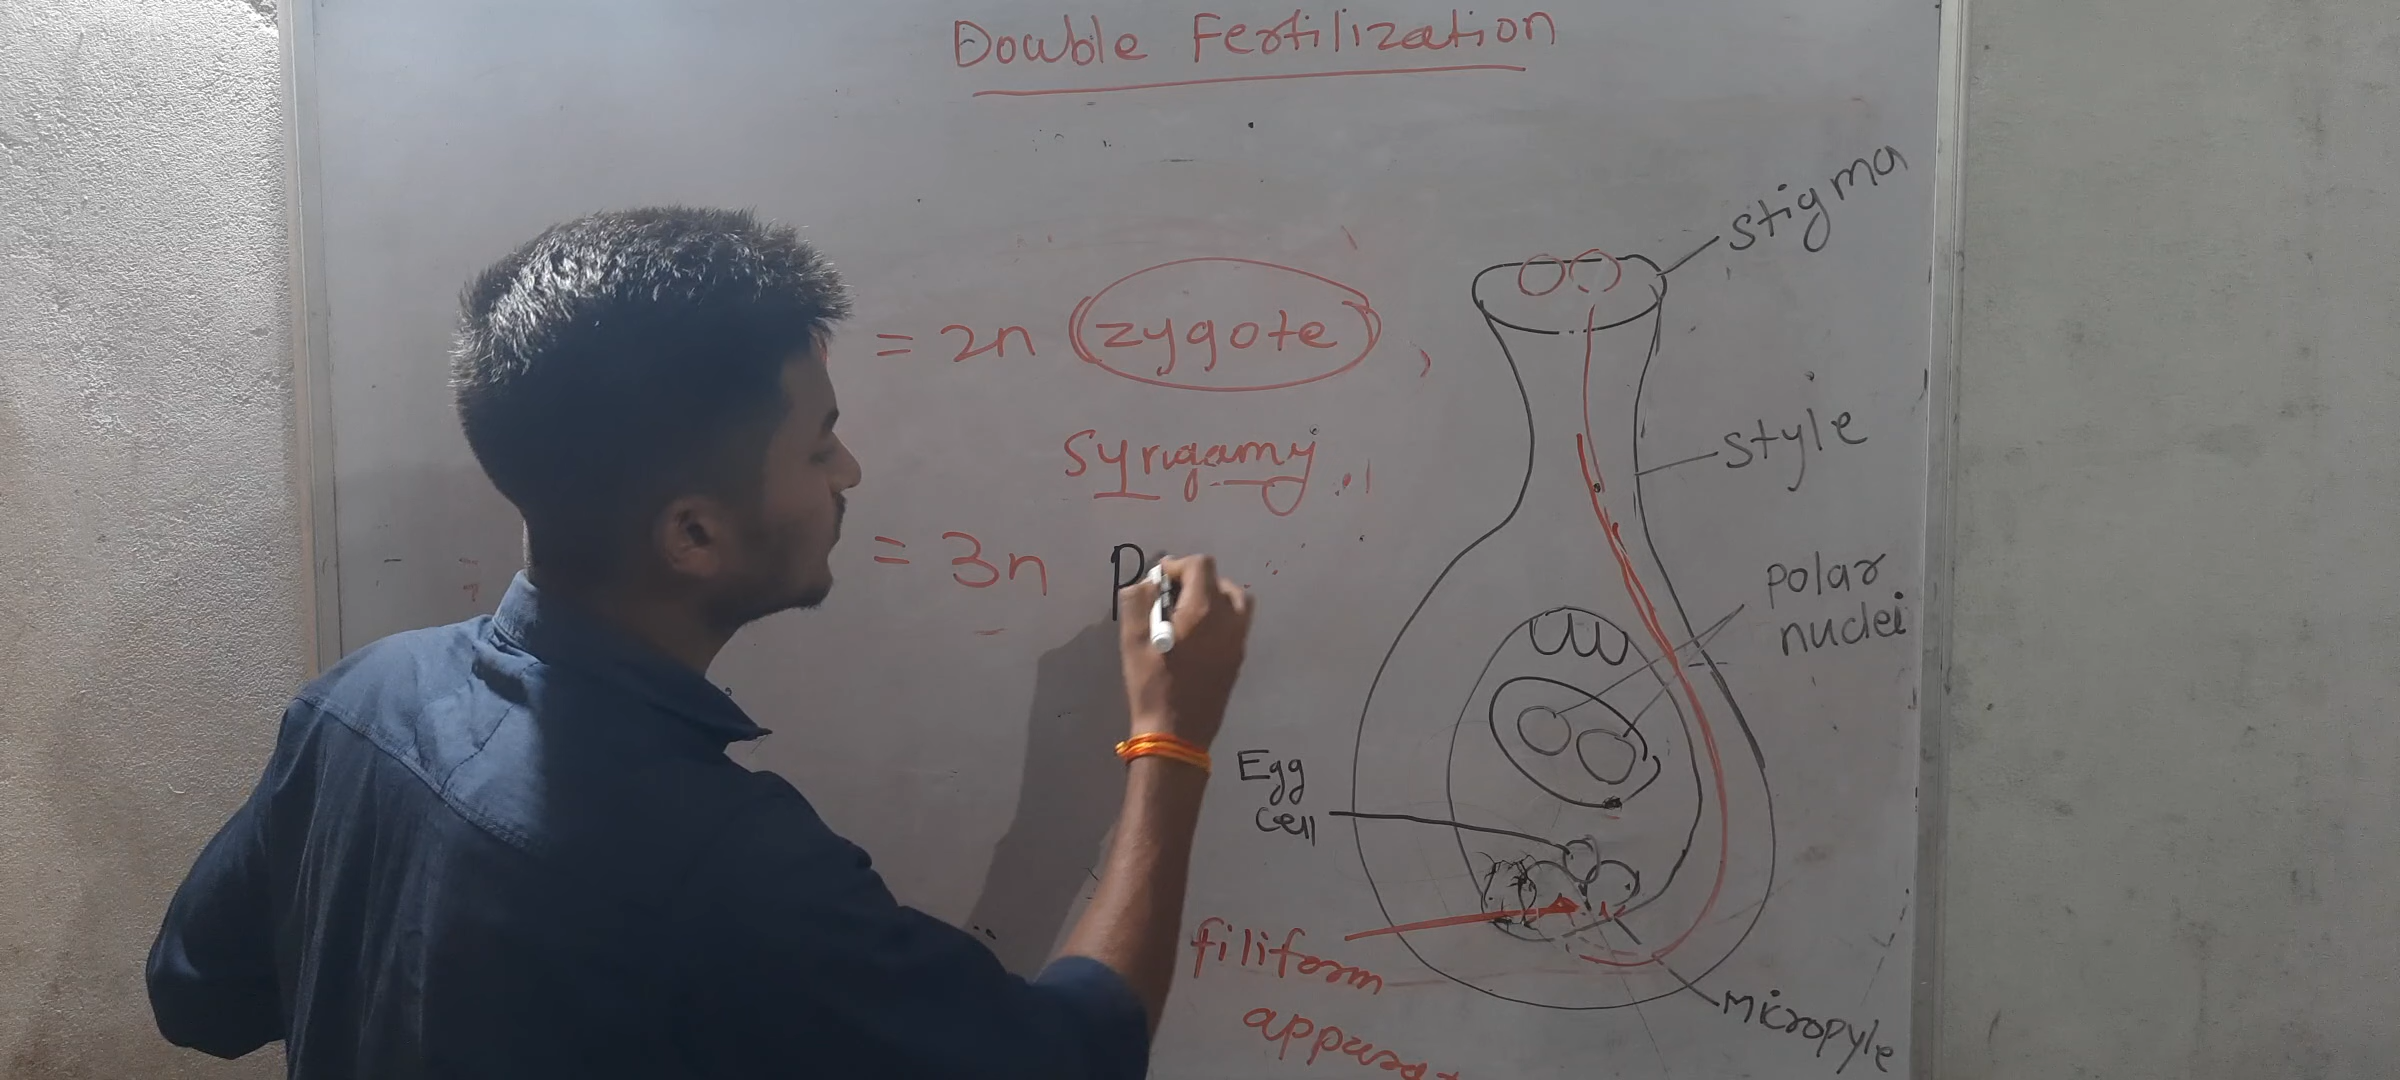 Double Fertilization
stigma
= 2n (zygote),
Syngamy
style
= 3n P
polar
nuclei
Egg
cell
filiform
micropyle